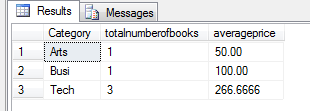 Results Messages
Category totalnumberofbooks averageprice
1 Arts 1 50.00
2 Busi 1 100.00
3 Tech 3 266.6666